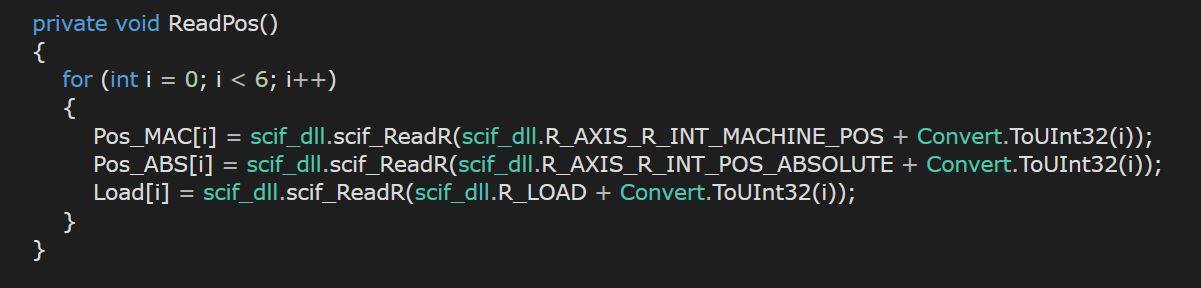 private void ReadPos()
{
for (int i = 0; i < 6; i++)
{
Pos_MAC[i] = scif_dll.scif_ReadR(scif_dll.R_AXIS_R_INT_MACHINE_POS + Convert.ToUInt32(i));
Pos_ABS[i] = scif_dll.scif_ReadR(scif_dll.R_AXIS_R_INT_POS_ABSOLUTE + Convert.ToUInt32(i));
Load[i] = scif_dll.scif_ReadR(scif_dll.R_LOAD + Convert.ToUInt32(i));
}
}